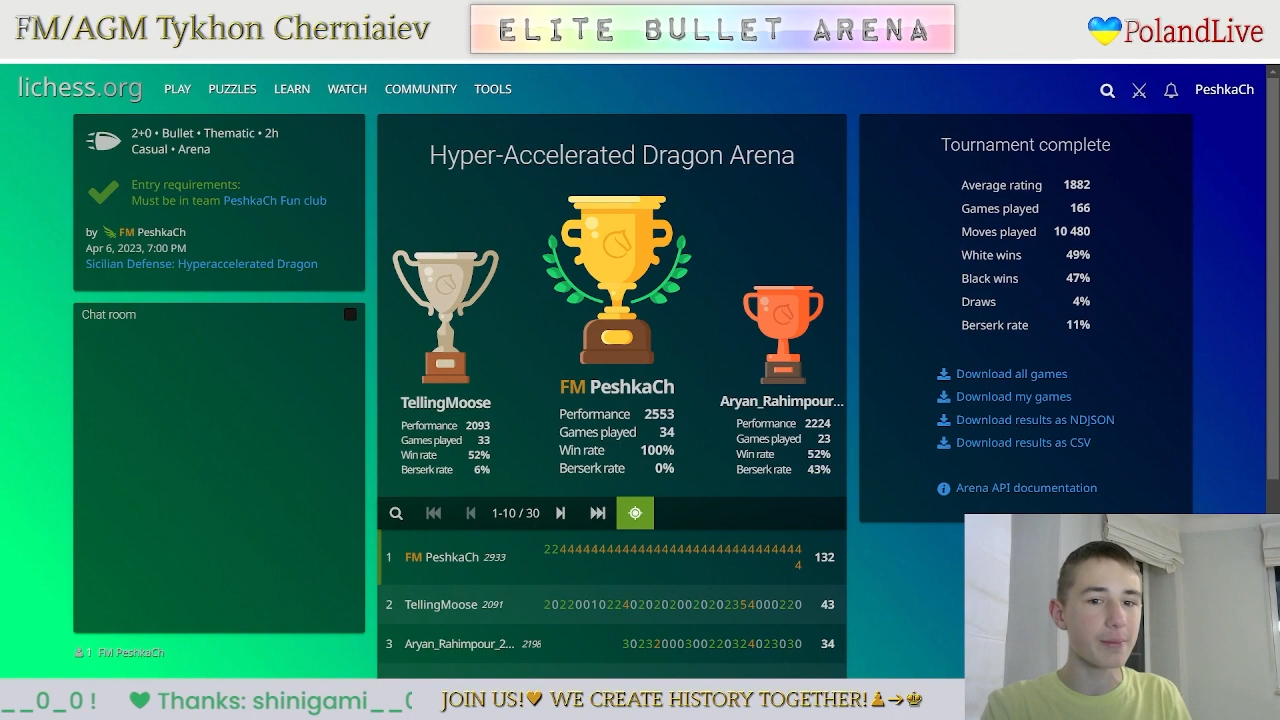 FM/AGM Tykhon Cherniaiev
ELITE BULLET ARENA
PolandLive
lichess.org PLAY PUZZLES LEARN WATCH COMMUNITY TOOLS PeshkaCh
2+0 • Bullet • Thematic • 2h
Casual • Arena
Entry requirements:
Must be in team PeshkaCh Fun club
by FM PeshkaCh
Apr 6, 2023, 7:00 PM
Sicilian Defense: Hyperaccelerated Dragon
Chat room
1 FM PeshkaCh
Hyper-Accelerated Dragon Arena
TellingMoose
Performance 2093
Games played 33
Win rate 52%
Berserk rate 6%
FM PeshkaCh
Performance 2553
Games played 34
Win rate 100%
Berserk rate 0%
Aryan_Rahimpour...
Performance 2224
Games played 23
Win rate 52%
Berserk rate 43%
1-10 / 30
1 FM PeshkaCh 2933 224444444444444444444444444444444
4 132
2 TellingMoose 2091 202200102240202020020202354000220 43
3 Aryan_Rahimpour_2... 2198 30232000300220324023030 34
Tournament complete
Average rating 1882
Games played 166
Moves played 10 480
White wins 49%
Black wins 47%
Draws 4%
Berserk rate 11%
Download all games
Download my games
Download results as NDJSON
Download results as CSV
Arena API documentation
__0_0 ! Thanks: shinigami__0
JOIN US!♥ WE CREATE HISTORY TOGETHER!♟→♚